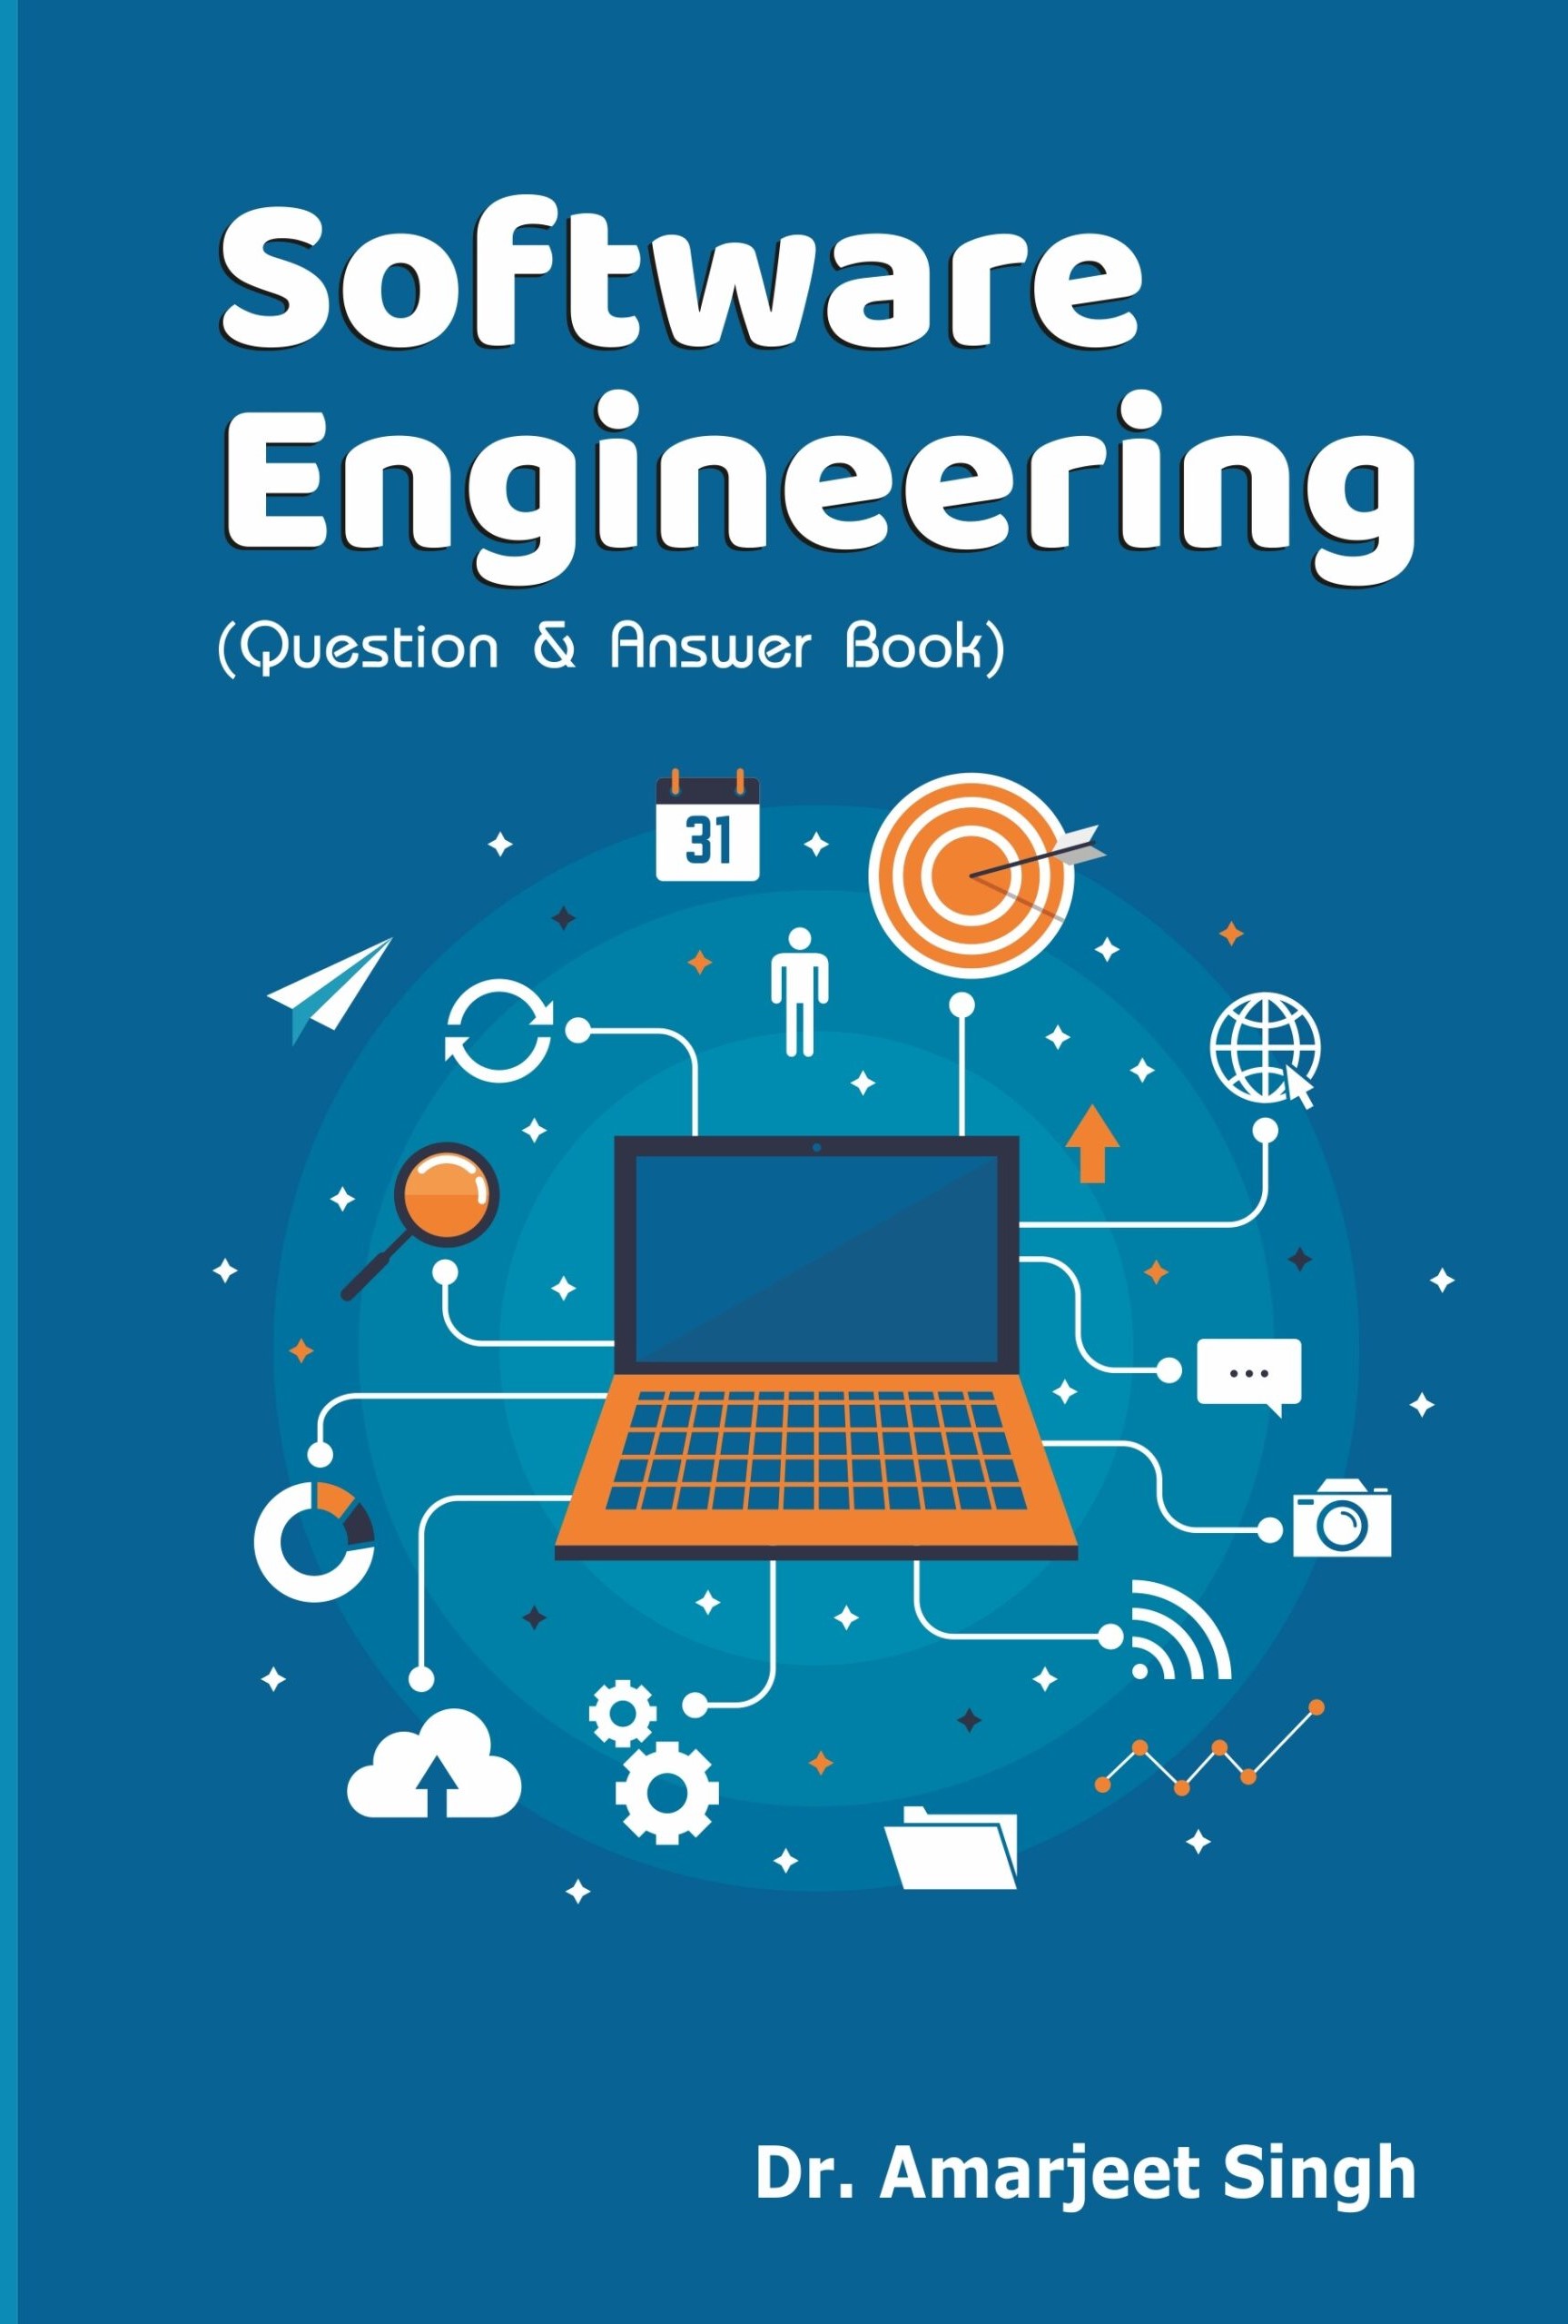 Software
Engineering
(Question & Answer Book)
31
Dr. Amarjeet Singh